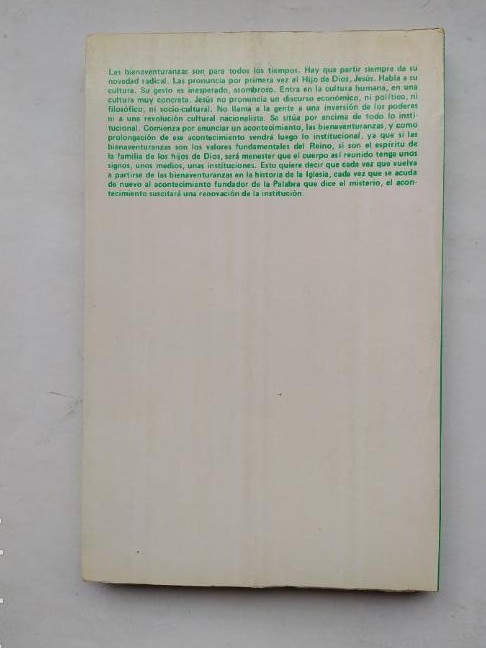 Las bienaventuranzas son para todos los tiempos. Hay que partir siempre de su
novedad radical. Las pronuncia por primera vez el Hijo de Dios, Jesús. Habla a su
cultura. Su gesto es inesperado, asombroso. Entra en la cultura humana, en una
cultura muy concreta. Jesús no pronuncia un discurso económico, ni político, ni
filosófico, ni socio-cultural. No llama a la gente a una inversión de los poderes
ni a una revolución cultural nacionalista. Se sitúa por encima de todo lo insti-
tucional. Comienza por enunciar un acontecimiento, las bienaventuranzas, y como
prolongación de ese acontecimiento vendrá luego lo institucional, ya que si las
bienaventuranzas son los valores fundamentales del Reino, si son el espíritu de
la familia de los hijos de Dios, será menester que el cuerpo así reunido tenga unos
signos, unos medios, unas instituciones. Esto quiere decir que cada vez que vuelva
a partirse de las bienaventuranzas en la historia de la Iglesia, cada vez que se acuda
de nuevo al acontecimiento fundador de la Palabra que dice el misterio, el acon-
tecimiento suscitará una renovación de la institución.